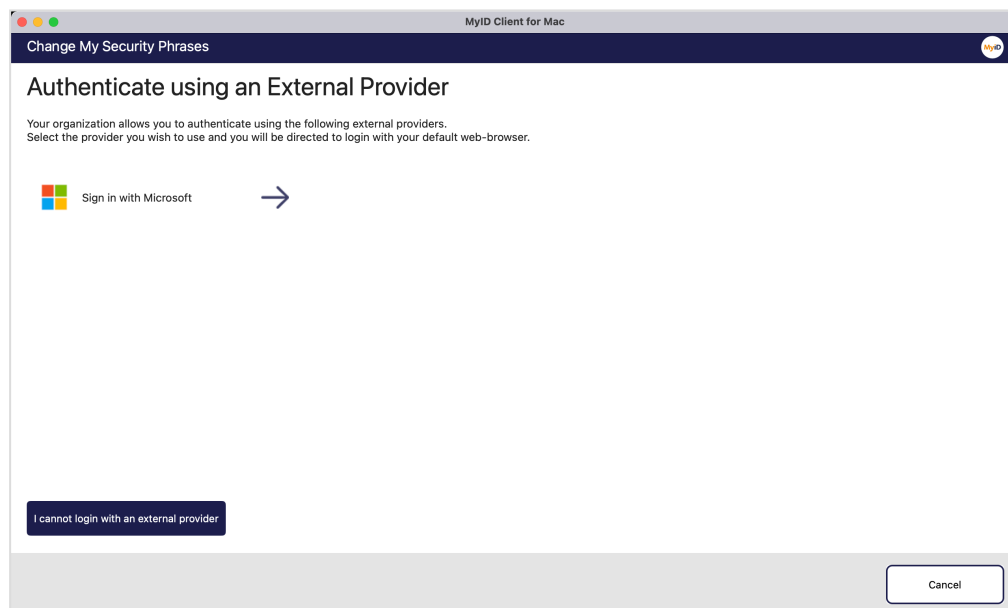 MyID Client for Mac
Change My Security Phrases
MyID
Authenticate using an External Provider
Your organization allows you to authenticate using the following external providers.
Select the provider you wish to use and you will be directed to login with your default web-browser.
Sign in with Microsoft
I cannot login with an external provider
Cancel